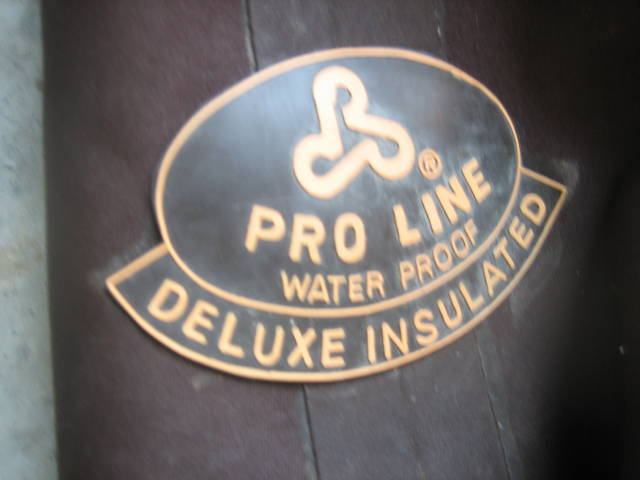 ®
PRO LINE
WATER PROOF
DELUXE INSULATED